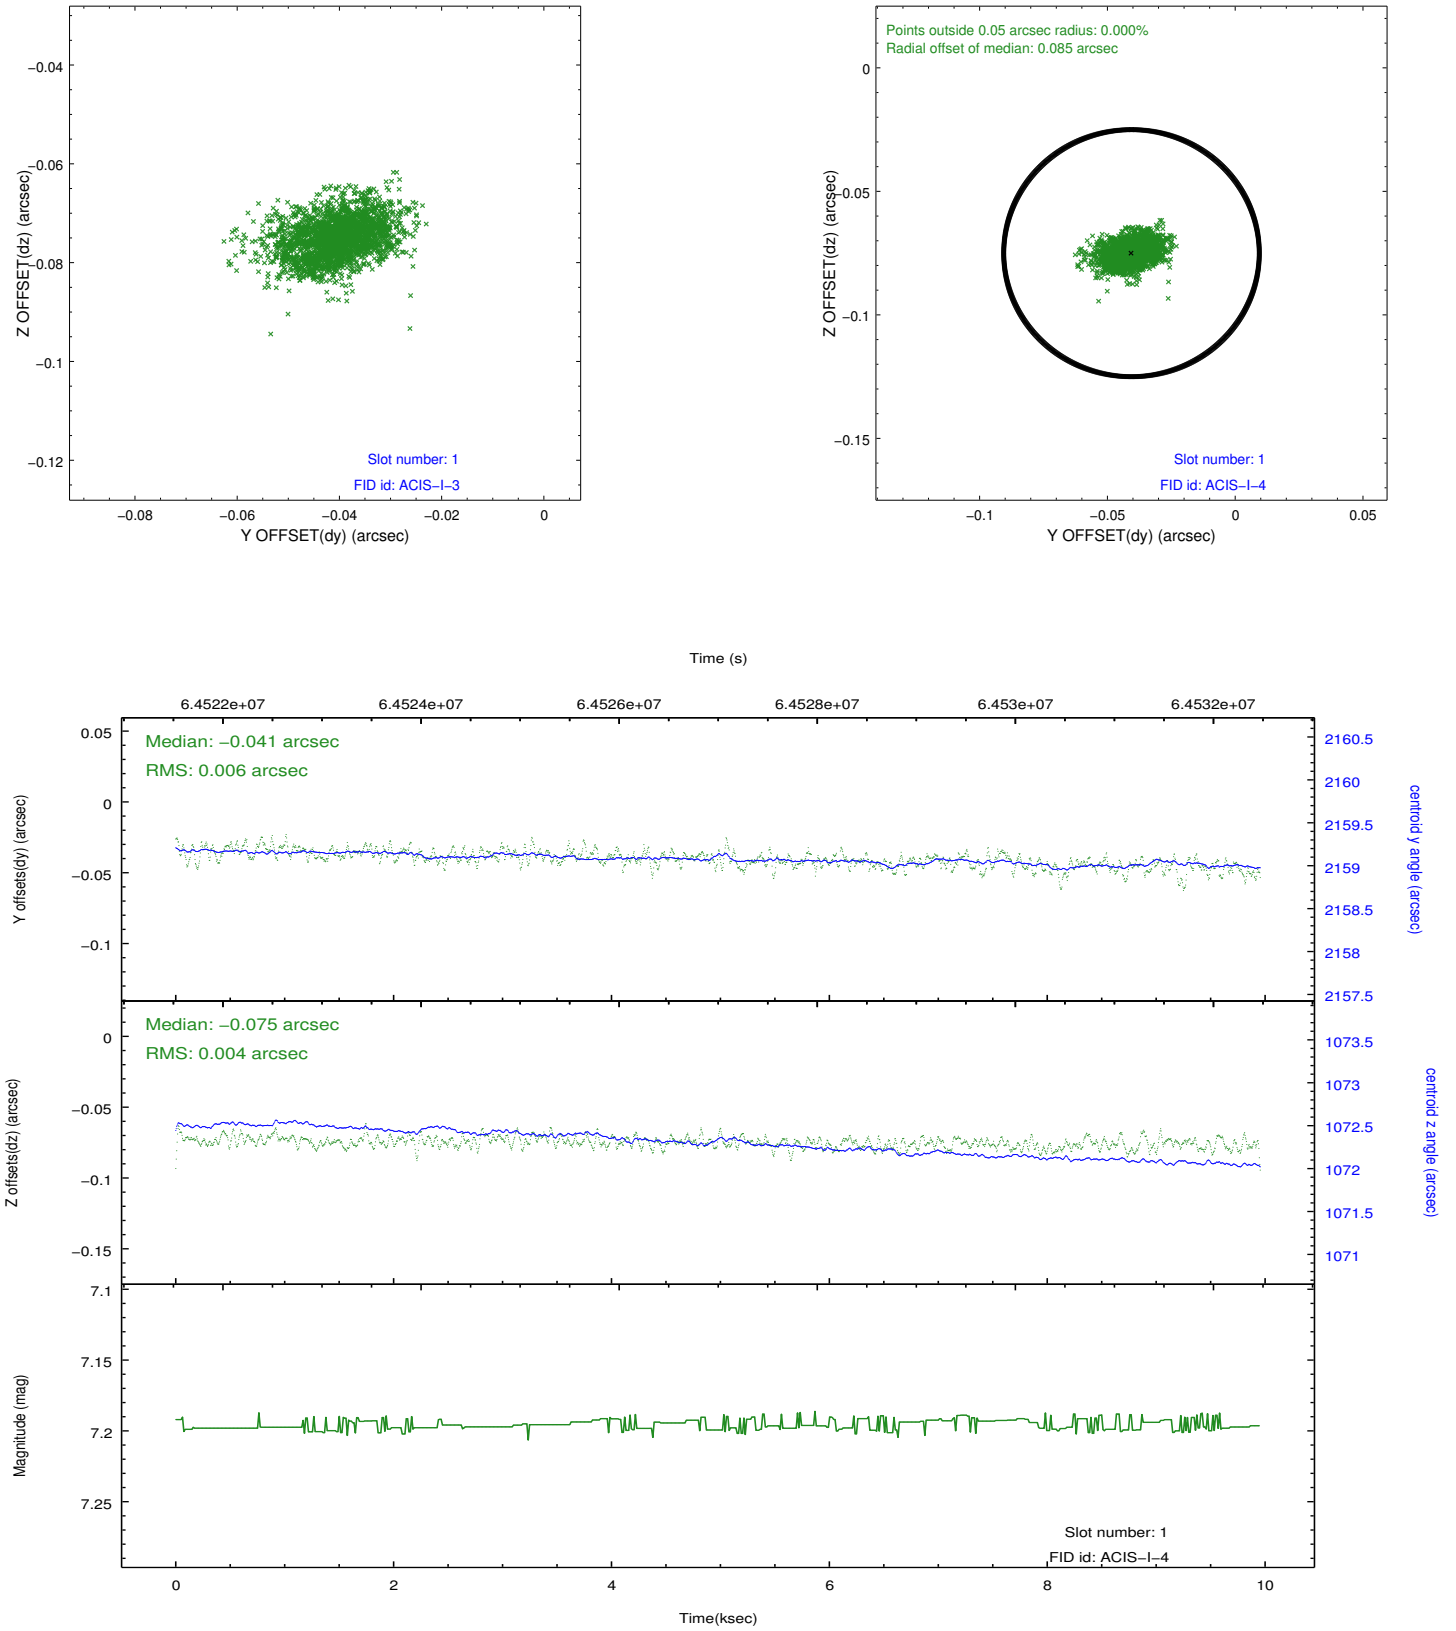 −0.04
−0.06
−0.08
−0.1
−0.12
Z OFFSET(dz) (arcsec)
Slot number: 1
FID id: ACIS−I−3
−0.08 −0.06 −0.04 −0.02 0
Y OFFSET(dy) (arcsec)
Points outside 0.05 arcsec radius: 0.000%
Radial offset of median: 0.085 arcsec
0
−0.05
−0.1
−0.15
Z OFFSET(dz) (arcsec)
Slot number: 1
FID id: ACIS−I−4
−0.1 −0.05 0 0.05
Y OFFSET(dy) (arcsec)
Time (s)
6.4522e+07 6.4524e+07 6.4526e+07 6.4528e+07 6.453e+07 6.4532e+07
Median: −0.041 arcsec
RMS: 0.006 arcsec
0.05
0
−0.05
−0.1
Y offsets(dy) (arcsec)
2160.5
2160
2159.5
2159
2158.5
2158
2157.5
centroid y angle (arcsec)
Median: −0.075 arcsec
RMS: 0.004 arcsec
0
−0.05
−0.1
−0.15
Z offsets(dz) (arcsec)
1073.5
1073
1072.5
1072
1071.5
1071
centroid z angle (arcsec)
7.1
7.15
7.2
7.25
Magnitude (mag)
Slot number: 1
FID id: ACIS−I−4
0 2 4 6 8 10
Time(ksec)